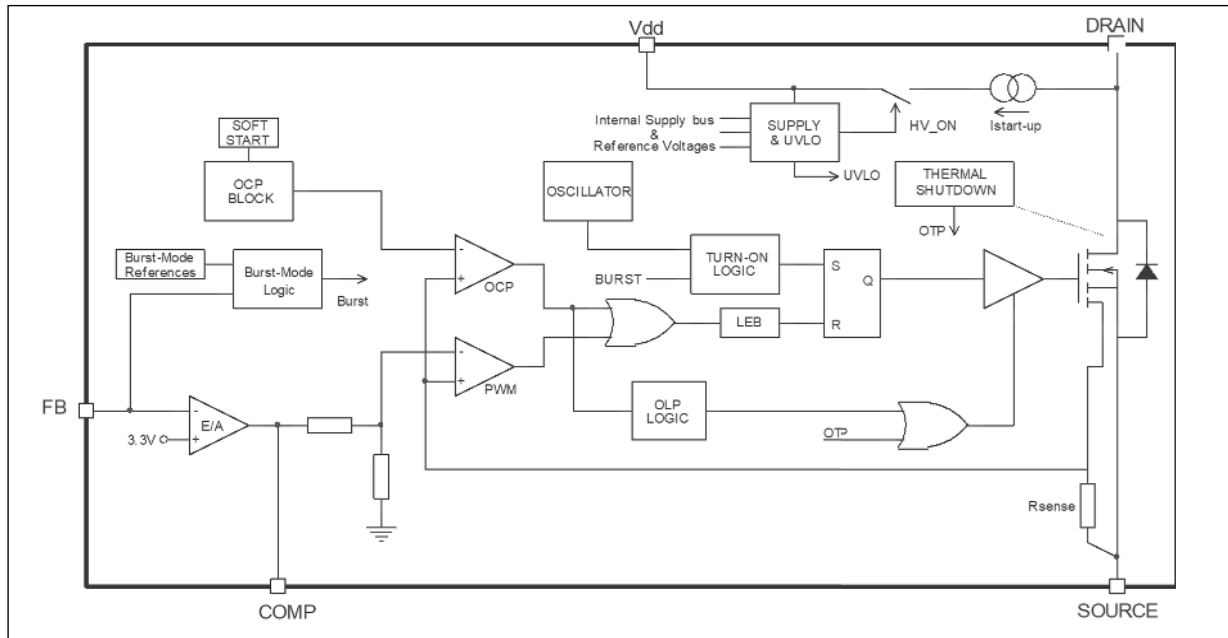 Vdd
DRAIN
SOFT
START
Internal Supply bus
&
Reference Voltages
SUPPLY
& UVLO
HV_ON
Istart-up
OCP
BLOCK
OSCILLATOR
UVLO
THERMAL
SHUTDOWN
OTP
Burst-Mode
References
Burst-Mode
Logic
Burst
-
+
OCP
BURST
TURN-ON
LOGIC
S
Q
R
LEB
-
+
PWM
FB
-
E/A
3.3V
+
OLP
LOGIC
OTP
Rsense
COMP
SOURCE